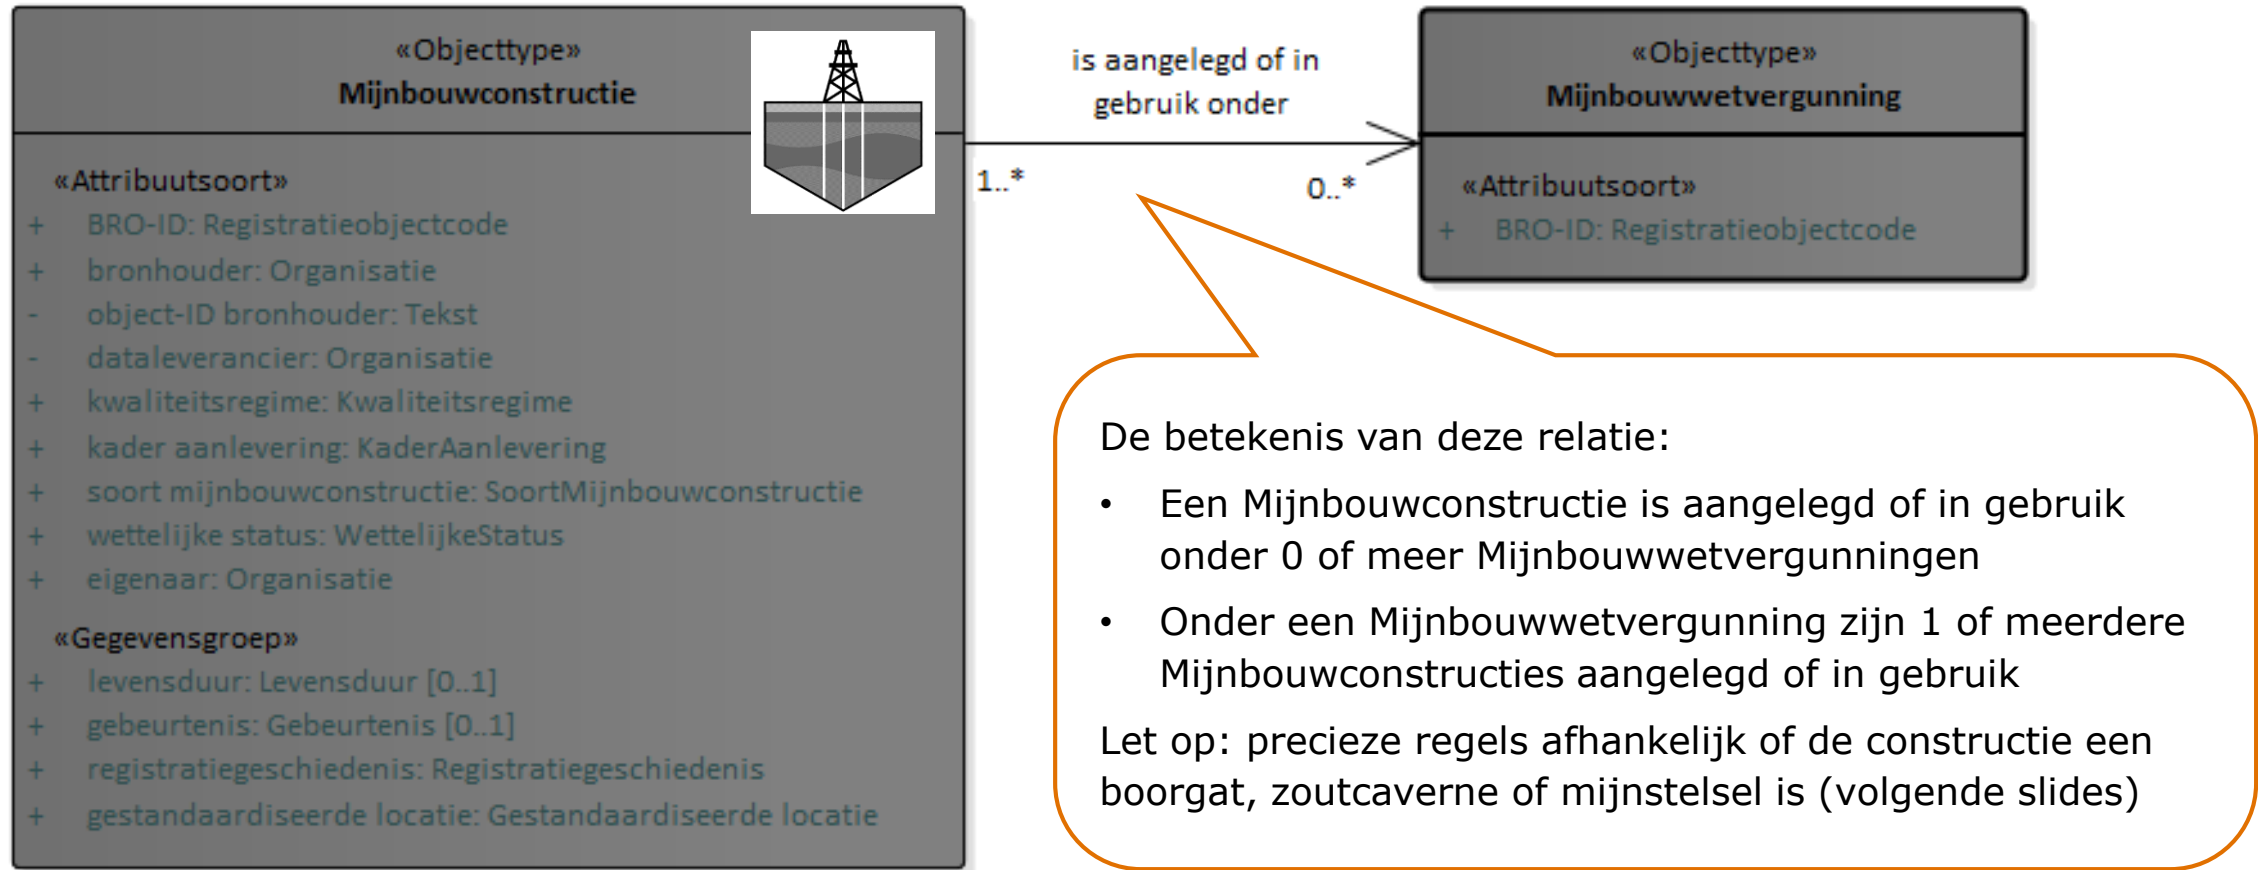 «Objecttype»
Mijnbouwconstructie
«Attribuutsoort»
+ BRO-ID: Registratieobjectcode
+ bronhouder: Organisatie
- object-ID bronhouder: Tekst
- dataleverancier: Organisatie
+ kwaliteitsregime: Kwaliteitsregime
+ kader aanlevering: KaderAanlevering
+ soort mijnbouwconstructie: SoortMijnbouwconstructie
+ wettelijke status: WettelijkeStatus
+ eigenaar: Organisatie
«Gegevensgroep»
+ levensduur: Levensduur [0..1]
+ gebeurtenis: Gebeurtenis [0..1]
+ registratiegeschiedenis: Registratiegeschiedenis
+ gestandaardiseerde locatie: Gestandaardiseerde locatie
is aangelegd of in
gebruik onder
1..*
0..*
«Objecttype»
Mijnbouwwetvergunning
«Attribuutsoort»
+ BRO-ID: Registratieobjectcode
De betekenis van deze relatie:
• Een Mijnbouwconstructie is aangelegd of in gebruik
onder 0 of meer Mijnbouwwetvergunningen
• Onder een Mijnbouwwetvergunning zijn 1 of meerdere
Mijnbouwconstructies aangelegd of in gebruik
Let op: precieze regels afhankelijk of de constructie een
boorgat, zoutcaverne of mijnstelsel is (volgende slides)